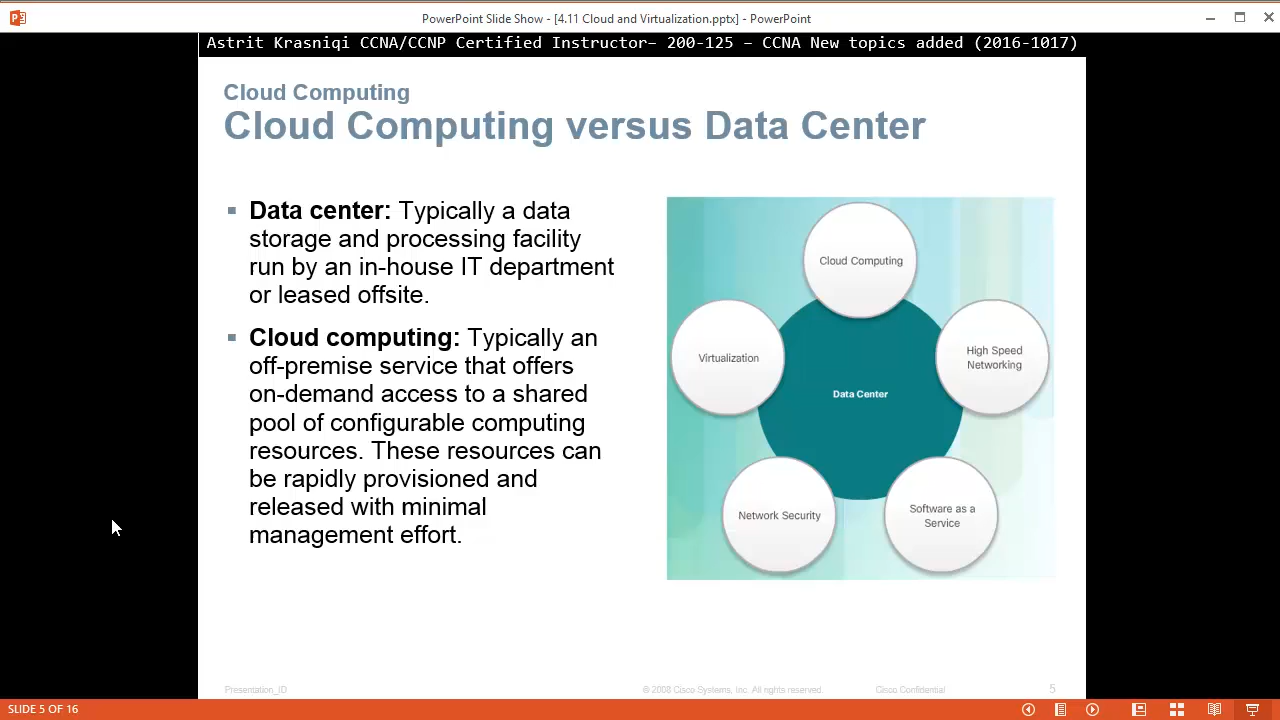 PowerPoint Slide Show - [4.11 Cloud and Virtualization.pptx] - PowerPoint
Astrit Krasniqi CCNA/CCNP Certified Instructor– 200-125 – CCNA New topics added (2016-1017)
Cloud Computing
Cloud Computing versus Data Center
▪ Data center: Typically a data
storage and processing facility
run by an in-house IT department
or leased offsite.
▪ Cloud computing: Typically an
off-premise service that offers
on-demand access to a shared
pool of configurable computing
resources. These resources can
be rapidly provisioned and
released with minimal
management effort.
Cloud Computing
Virtualization
High Speed
Networking
Data Center
Network Security
Software as a
Service
Presentation_ID
© 2008 Cisco Systems, Inc. All rights reserved.
Cisco Confidential
5
SLIDE 5 OF 16